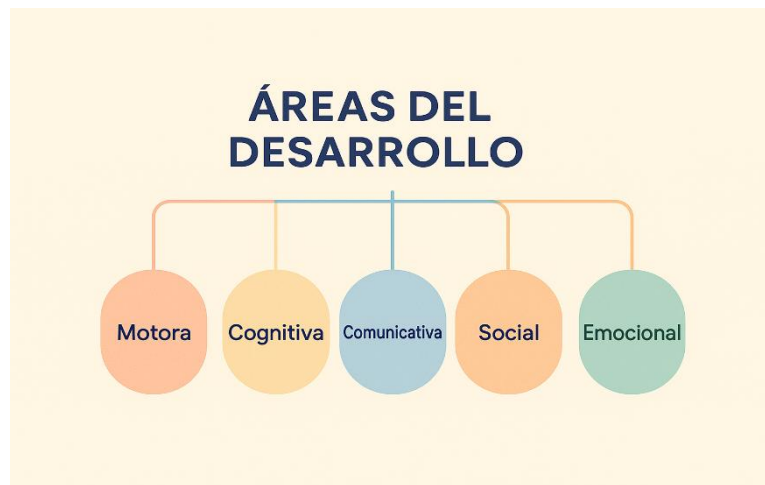 ÁREAS DEL
DESARROLLO
Motora
Cognitiva
Comunicativa
Social
Emocional